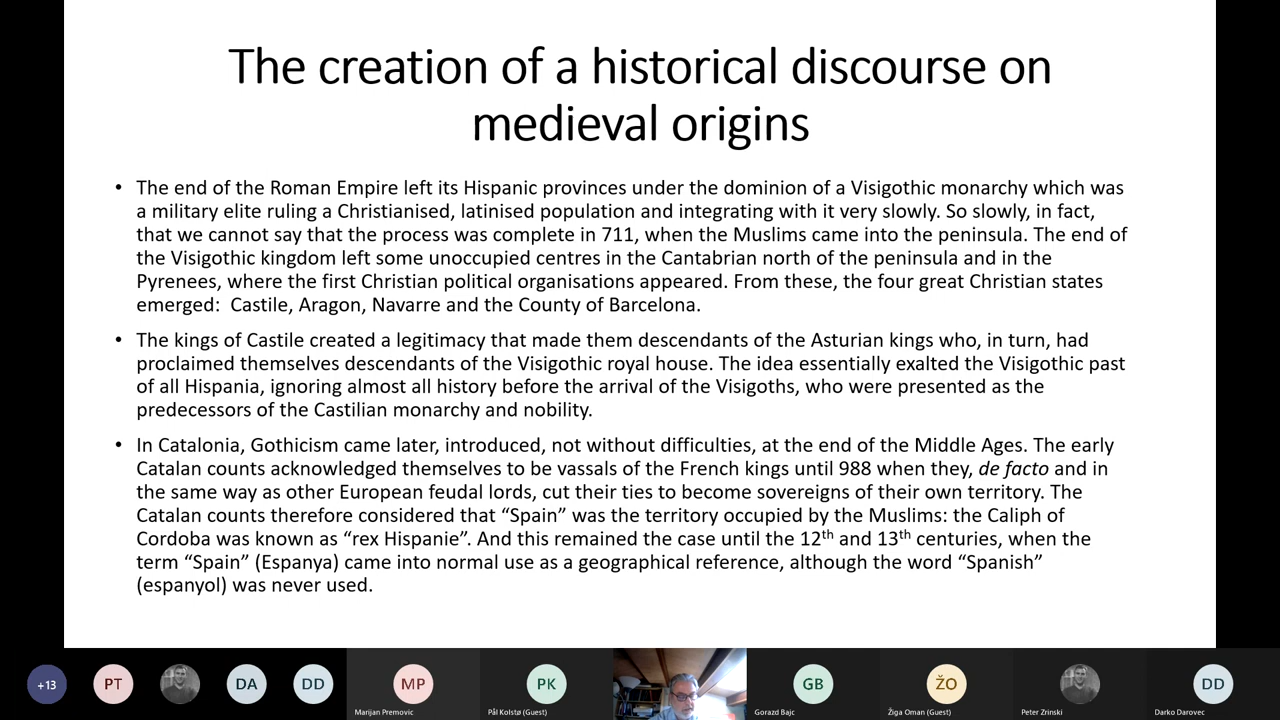 The creation of a historical discourse on
medieval origins
• The end of the Roman Empire left its Hispanic provinces under the dominion of a Visigothic monarchy which was
a military elite ruling a Christianised, latinised population and integrating with it very slowly. So slowly, in fact,
that we cannot say that the process was complete in 711, when the Muslims came into the peninsula. The end of
the Visigothic kingdom left some unoccupied centres in the Cantabrian north of the peninsula and in the
Pyrenees, where the first Christian political organisations appeared. From these, the four great Christian states
emerged:  Castile, Aragon, Navarre and the County of Barcelona.
• The kings of Castile created a legitimacy that made them descendants of the Asturian kings who, in turn, had
proclaimed themselves descendants of the Visigothic royal house. The idea essentially exalted the Visigothic past
of all Hispania, ignoring almost all history before the arrival of the Visigoths, who were presented as the
predecessors of the Castilian monarchy and nobility.
• In Catalonia, Gothicism came later, introduced, not without difficulties, at the end of the Middle Ages. The early
Catalan counts acknowledged themselves to be vassals of the French kings until 988 when they, de facto and in
the same way as other European feudal lords, cut their ties to become sovereigns of their own territory. The
Catalan counts therefore considered that “Spain” was the territory occupied by the Muslims: the Caliph of
Cordoba was known as “rex Hispanie”. And this remained the case until the 12th and 13th centuries, when the
term “Spain” (Espanya) came into normal use as a geographical reference, although the word “Spanish”
(espanyol) was never used.
+13 PT DA DD MP PK GB ŽO DD
Marijan Premovic Pål Kolstø (Guest) Gorazd Bajc Žiga Oman (Guest) Peter Zrinski Darko Darovec